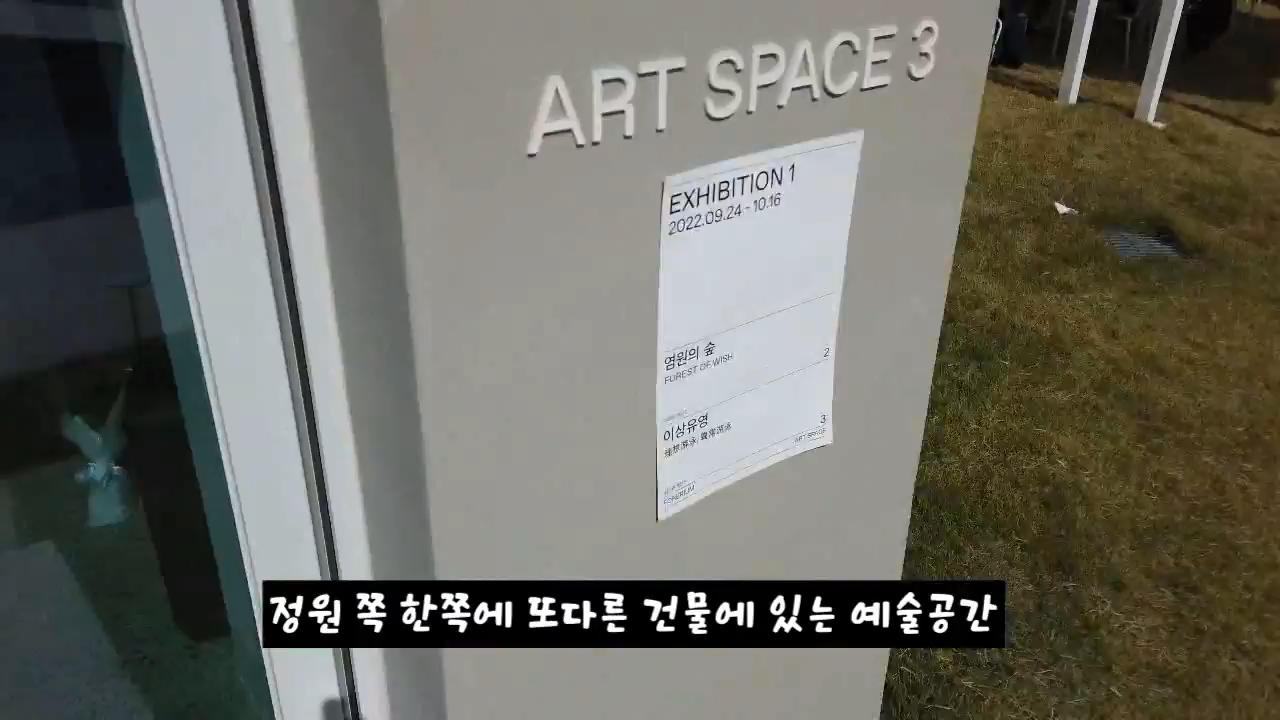 ART SPACE 3
EXHIBITION 1
2022.09.24 - 10.16
염원의 숲
FOREST OF WISH
2
이상유영
3
ART SPACE
정원 쪽 한쪽에 또다른 건물에 있는 예술공간